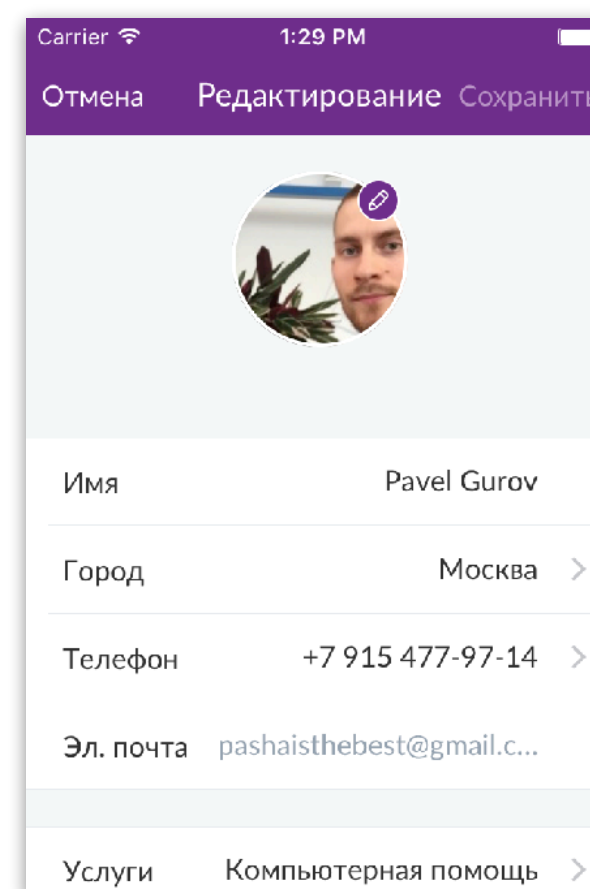 Carrier 1:29 PM
Отмена Редактирование Сохранить
Имя Pavel Gurov
Город Москва
Телефон +7 915 477-97-14
Эл. почта pashaisthebest@gmail.c...
Услуги Компьютерная помощь